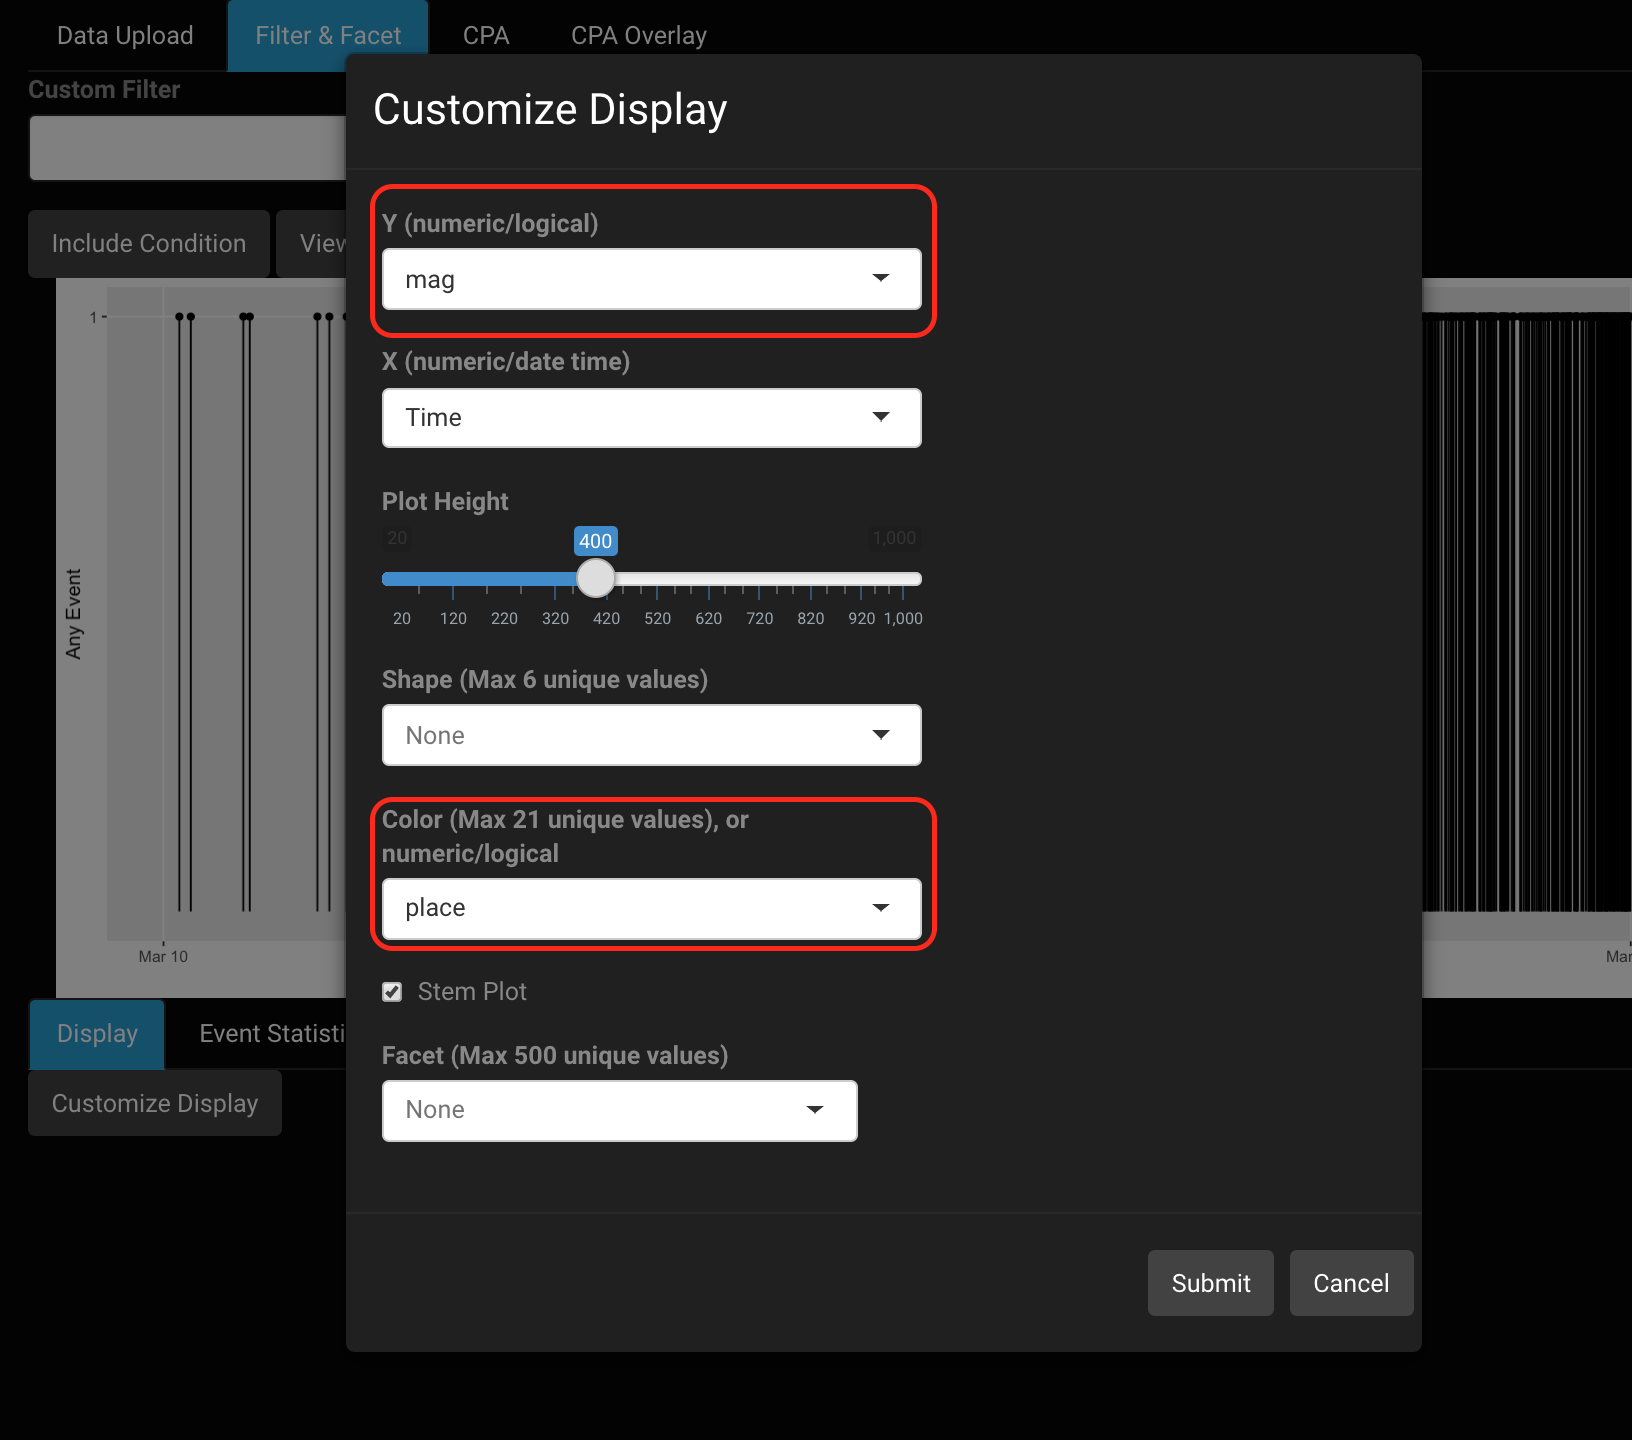 Data Upload
Filter & Facet
CPA
CPA Overlay
Custom Filter
Customize Display
Include Condition
View
Y (numeric/logical)
mag
X (numeric/date time)
Time
Plot Height
20
400
1,000
20 120 220 320 420 520 620 720 820 920 1,000
Shape (Max 6 unique values)
None
Color (Max 21 unique values), or
numeric/logical
place
Stem Plot
Facet (Max 500 unique values)
None
Submit
Cancel
1
Any Event
Mar 10
Mar
Display
Event Statisti
Customize Display